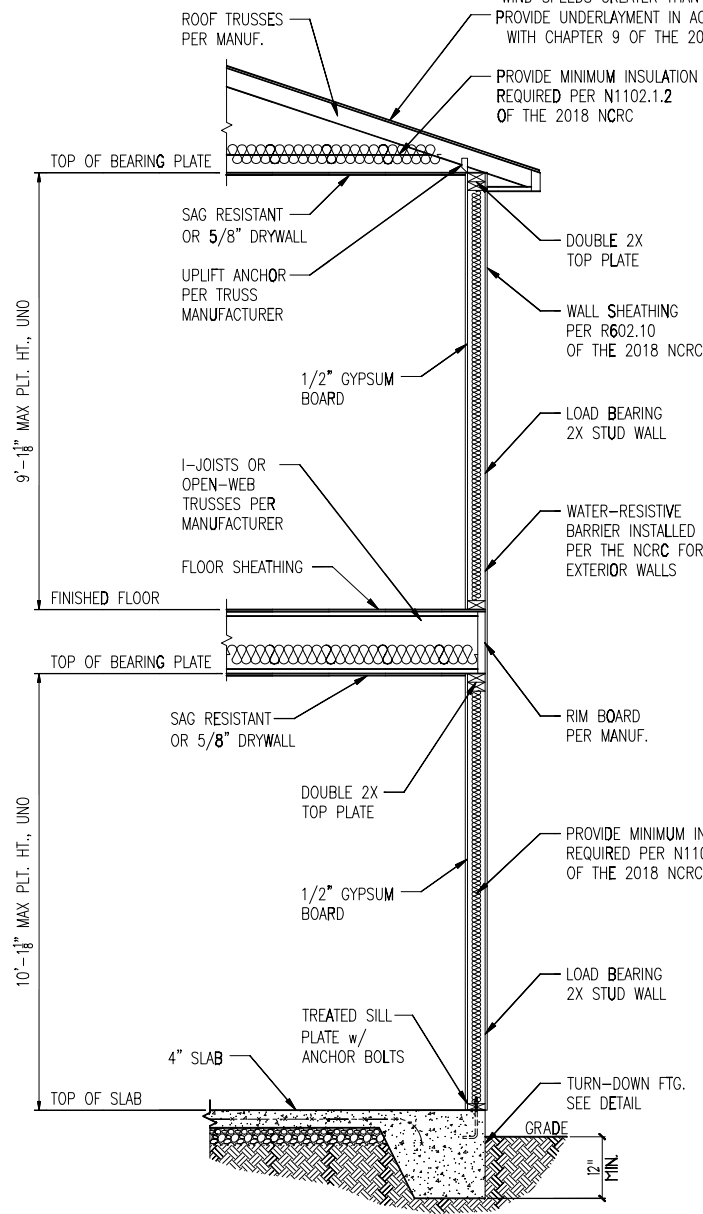 WIND SPEEDS GREATER THAN
PROVIDE UNDERLAYMENT IN AC
WITH CHAPTER 9 OF THE 20
ROOF TRUSSES
PER MANUF.
PROVIDE MINIMUM INSULATION
REQUIRED PER N1102.1.2
OF THE 2018 NCRC
TOP OF BEARING PLATE
SAG RESISTANT
OR 5/8" DRYWALL
DOUBLE 2X
TOP PLATE
UPLIFT ANCHOR
PER TRUSS
MANUFACTURER
WALL SHEATHING
PER R602.10
OF THE 2018 NCRC
1/2" GYPSUM
BOARD
9'-1 1/8" MAX PLT. HT., UNO
LOAD BEARING
2X STUD WALL
I-JOISTS OR
OPEN-WEB
TRUSSES PER
MANUFACTURER
WATER-RESISTIVE
BARRIER INSTALLED
PER THE NCRC FOR
EXTERIOR WALLS
FLOOR SHEATHING
FINISHED FLOOR
TOP OF BEARING PLATE
SAG RESISTANT
OR 5/8" DRYWALL
RIM BOARD
PER MANUF.
DOUBLE 2X
TOP PLATE
PROVIDE MINIMUM IN
REQUIRED PER N110
OF THE 2018 NCRC
1/2" GYPSUM
BOARD
10'-1 1/8" MAX PLT. HT., UNO
LOAD BEARING
2X STUD WALL
TREATED SILL
PLATE w/
ANCHOR BOLTS
4" SLAB
TOP OF SLAB
TURN-DOWN FTG.
SEE DETAIL
GRADE
12"
MIN.